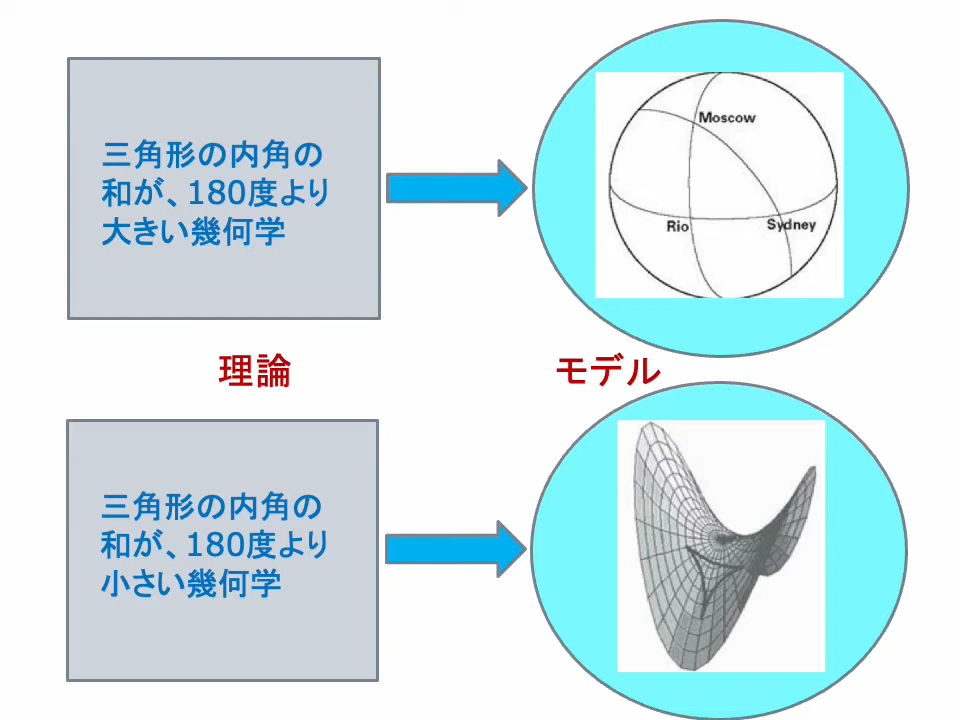 三角形の内角の
和が、180度より
大きい幾何学
Moscow
Rio
Sydney
理論
モデル
三角形の内角の
和が、180度より
小さい幾何学